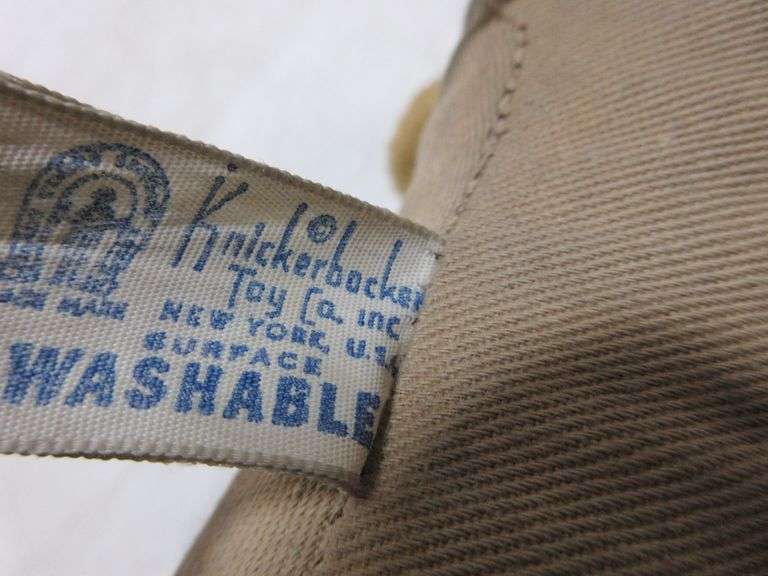 Knickerbocker
©
Toy Co. Inc
NEW YORK, U.S.
SURFACE
WASHABLE